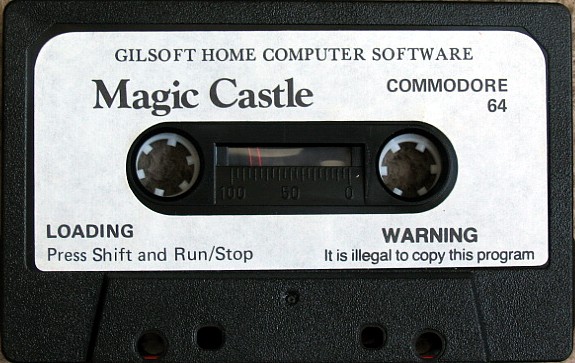 GILSOFT HOME COMPUTER SOFTWARE
Magic Castle
COMMODORE
64
100 50 0
LOADING
Press Shift and Run/Stop
WARNING
It is illegal to copy this program